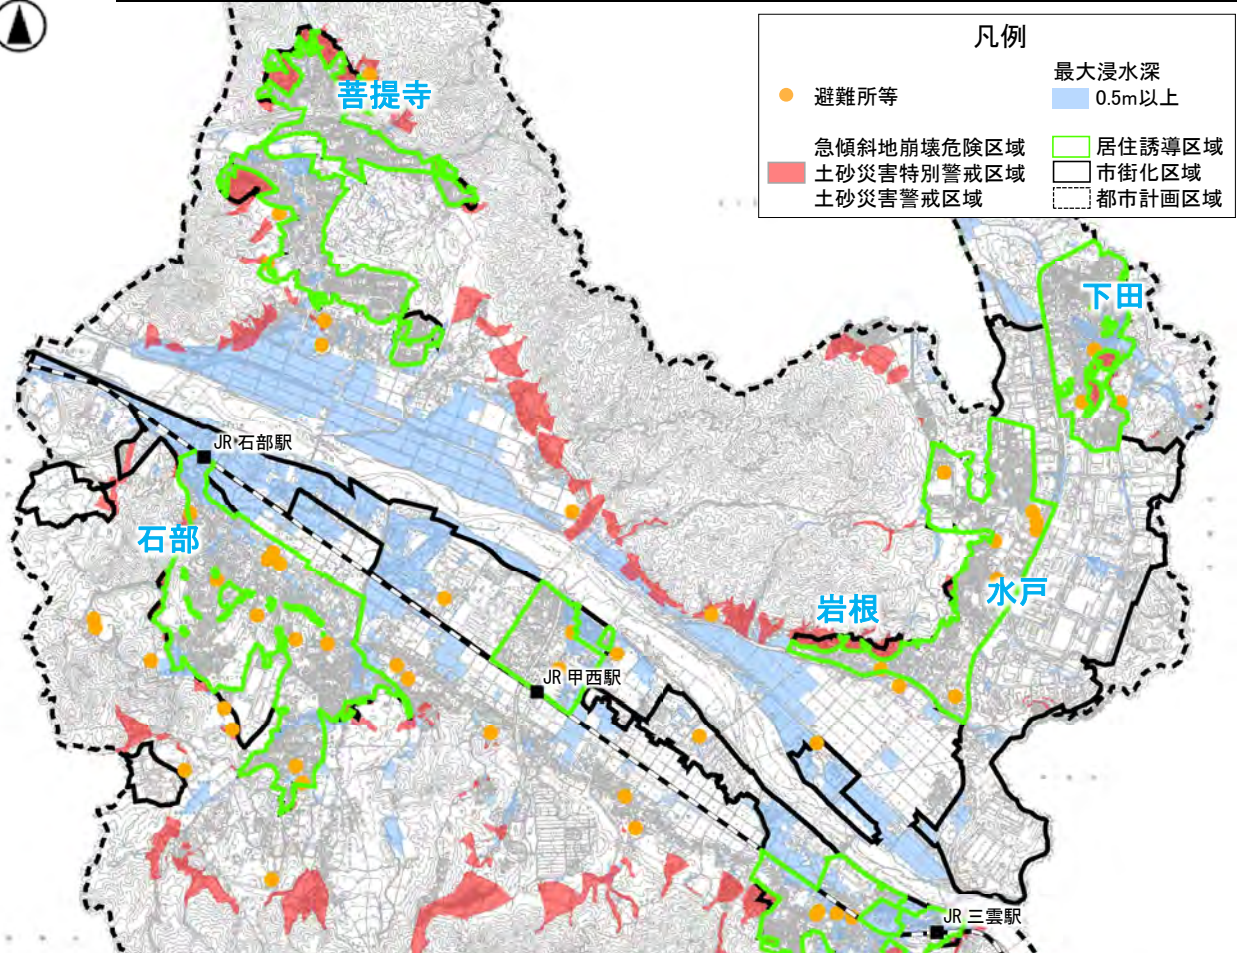 凡例
避難所等
最大浸水深
0.5m以上
急傾斜地崩壊危険区域
土砂災害特別警戒区域
土砂災害警戒区域
居住誘導区域
市街化区域
都市計画区域
菩提寺
下田
JR 石部駅
石部
水戸
岩根
JR 甲西駅
JR 三雲駅